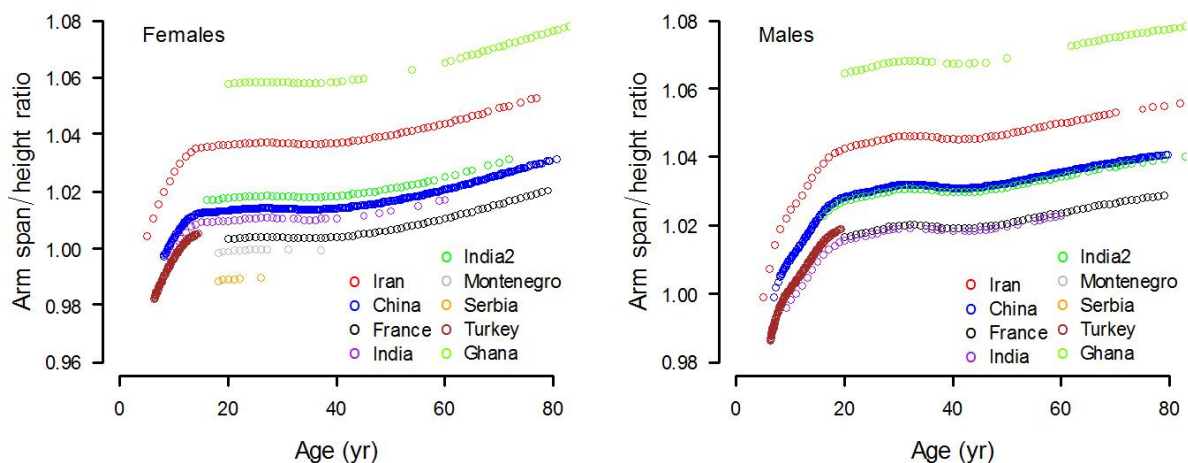 Females
Arm span/height ratio
1.08
1.06
1.04
1.02
1.00
0.98
0.96
Iran
China
France
India
India2
Montenegro
Serbia
Turkey
Ghana
0 20 40 60 80
Age (yr)
Males
Arm span/height ratio
1.08
1.06
1.04
1.02
1.00
0.98
Iran
China
France
India
India2
Montenegro
Serbia
Turkey
Ghana
0 20 40 60 80
Age (yr)